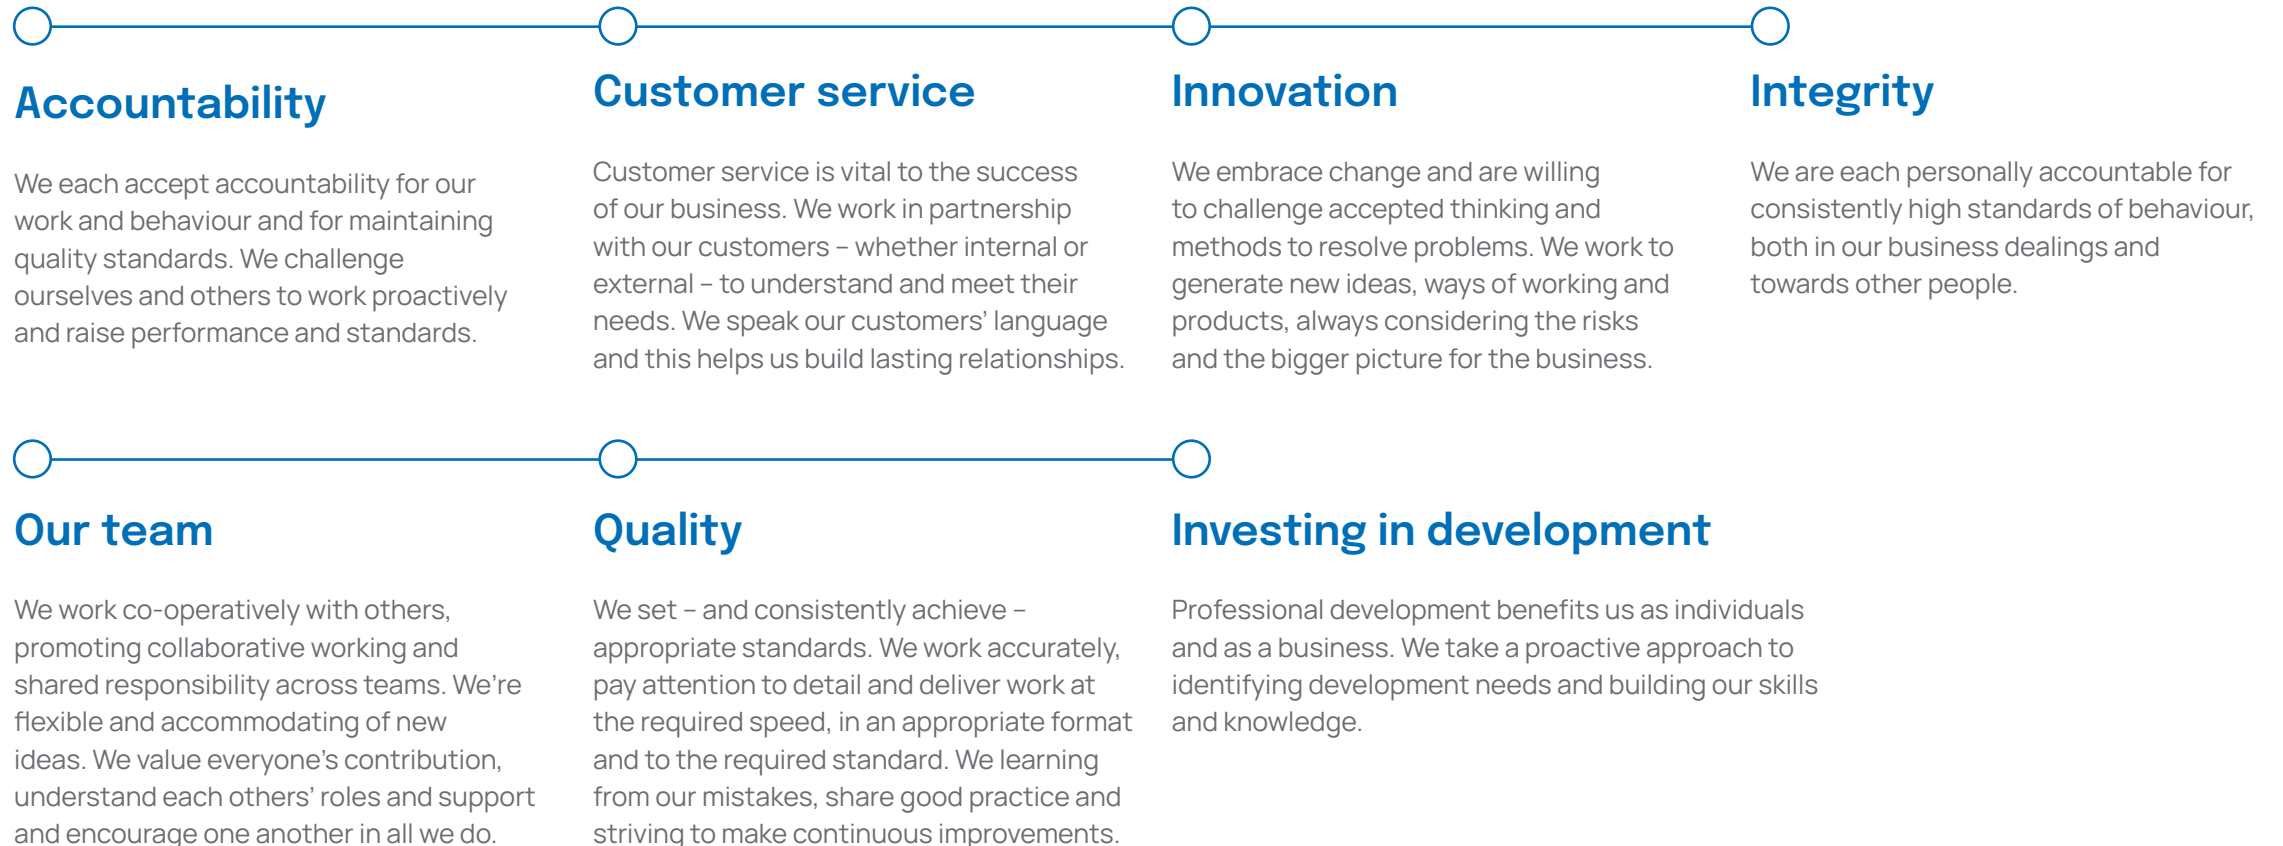 Accountability
We each accept accountability for our
work and behaviour and for maintaining
quality standards. We challenge
ourselves and others to work proactively
and raise performance and standards.
Customer service
Customer service is vital to the success
of our business. We work in partnership
with our customers – whether internal or
external – to understand and meet their
needs. We speak our customers’ language
and this helps us build lasting relationships.
Innovation
We embrace change and are willing
to challenge accepted thinking and
methods to resolve problems. We work to
generate new ideas, ways of working and
products, always considering the risks
and the bigger picture for the business.
Integrity
We are each personally accountable for
consistently high standards of behaviour,
both in our business dealings and
towards other people.
Our team
We work co-operatively with others,
promoting collaborative working and
shared responsibility across teams. We’re
flexible and accommodating of new
ideas. We value everyone’s contribution,
understand each others’ roles and support
and encourage one another in all we do.
Quality
We set – and consistently achieve –
appropriate standards. We work accurately,
pay attention to detail and deliver work at
the required speed, in an appropriate format
and to the required standard. We learning
from our mistakes, share good practice and
striving to make continuous improvements.
Investing in development
Professional development benefits us as individuals
and as a business. We take a proactive approach to
identifying development needs and building our skills
and knowledge.